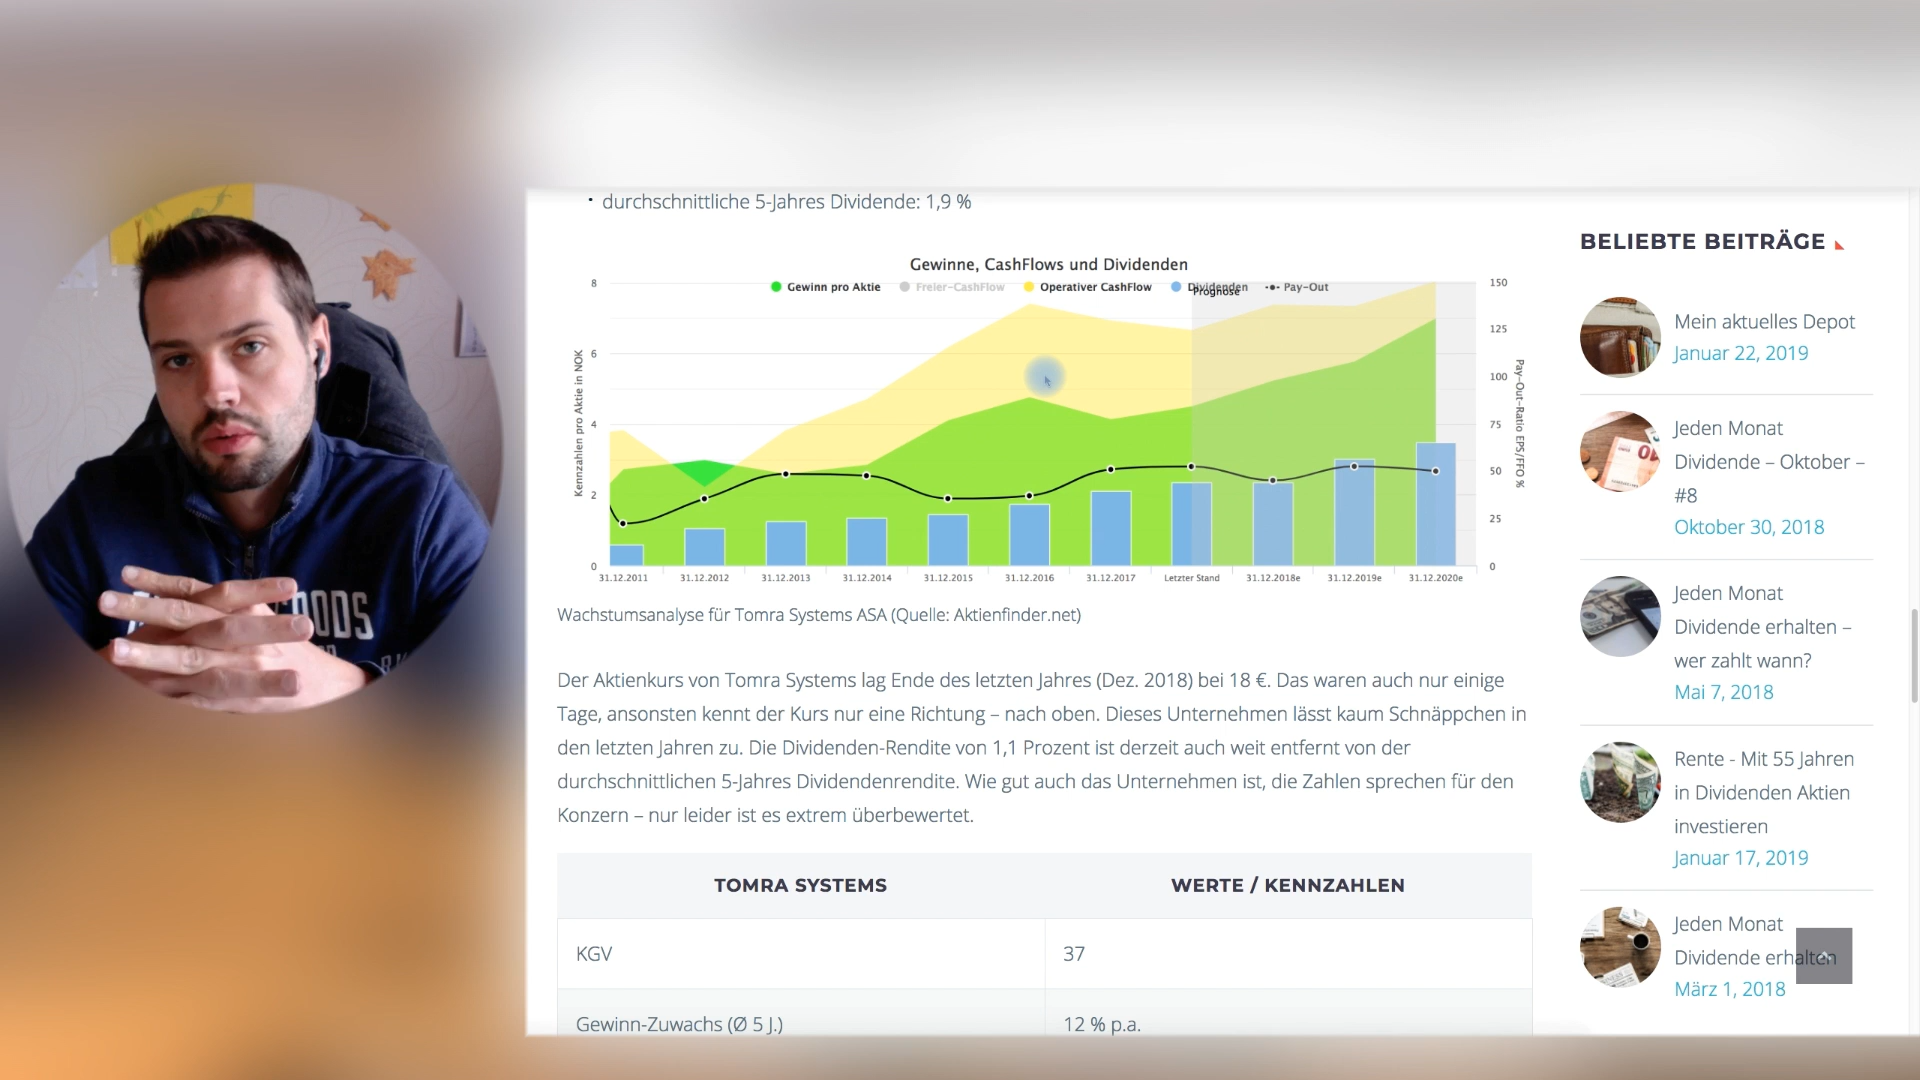 durchschnittliche 5-Jahres Dividende: 1,9 %
Gewinne, CashFlows und Dividenden
Gewinn pro Aktie
Freier-CashFlow
Operativer CashFlow
Dividenden
Pay-Out
Prognose
Kennzahlen pro Aktie in NOK
8
6
4
2
0
150
125
100
75
50
25
0
Pay-Out-Ratio EPS/FFO %
31.12.2011
31.12.2012
31.12.2013
31.12.2014
31.12.2015
31.12.2016
31.12.2017
Letzter Stand
31.12.2018e
31.12.2019e
31.12.2020e
Wachstumsanalyse für Tomra Systems ASA (Quelle: Aktienfinder.net)
Der Aktienkurs von Tomra Systems lag Ende des letzten Jahres (Dez. 2018) bei 18 €. Das waren auch nur einige
Tage, ansonsten kennt der Kurs nur eine Richtung – nach oben. Dieses Unternehmen lässt kaum Schnäppchen in
den letzten Jahren zu. Die Dividenden-Rendite von 1,1 Prozent ist derzeit auch weit entfernt von der
durchschnittlichen 5-Jahres Dividendenrendite. Wie gut auch das Unternehmen ist, die Zahlen sprechen für den
Konzern – nur leider ist es extrem überbewertet.
TOMRA SYSTEMS
WERTE / KENNZAHLEN
KGV
37
Gewinn-Zuwachs (Ø 5 J.)
12 % p.a.
BELIEBTE BEITRÄGE
Mein aktuelles Depot
Januar 22, 2019
Jeden Monat
Dividende – Oktober –
#8
Oktober 30, 2018
Jeden Monat
Dividende erhalten –
wer zahlt wann?
Mai 7, 2018
Rente - Mit 55 Jahren
in Dividenden Aktien
investieren
Januar 17, 2019
Jeden Monat
Dividende erhalten
März 1, 2018